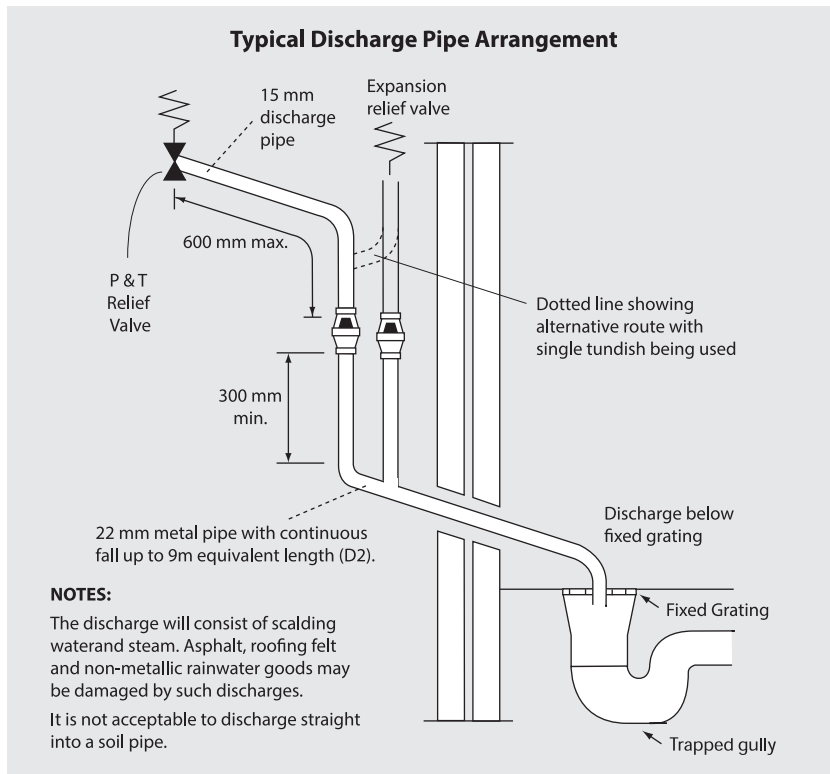 Typical Discharge Pipe Arrangement
15 mm
discharge
pipe
Expansion
relief valve
600 mm max.
P & T
Relief
Valve
Dotted line showing
alternative route with
single tundish being used
300 mm
min.
Discharge below
fixed grating
22 mm metal pipe with continuous
fall up to 9m equivalent length (D2).
Fixed Grating
NOTES:
The discharge will consist of scalding
waterand steam. Asphalt, roofing felt
and non-metallic rainwater goods may
be damaged by such discharges.
It is not acceptable to discharge straight
into a soil pipe.
Trapped gully